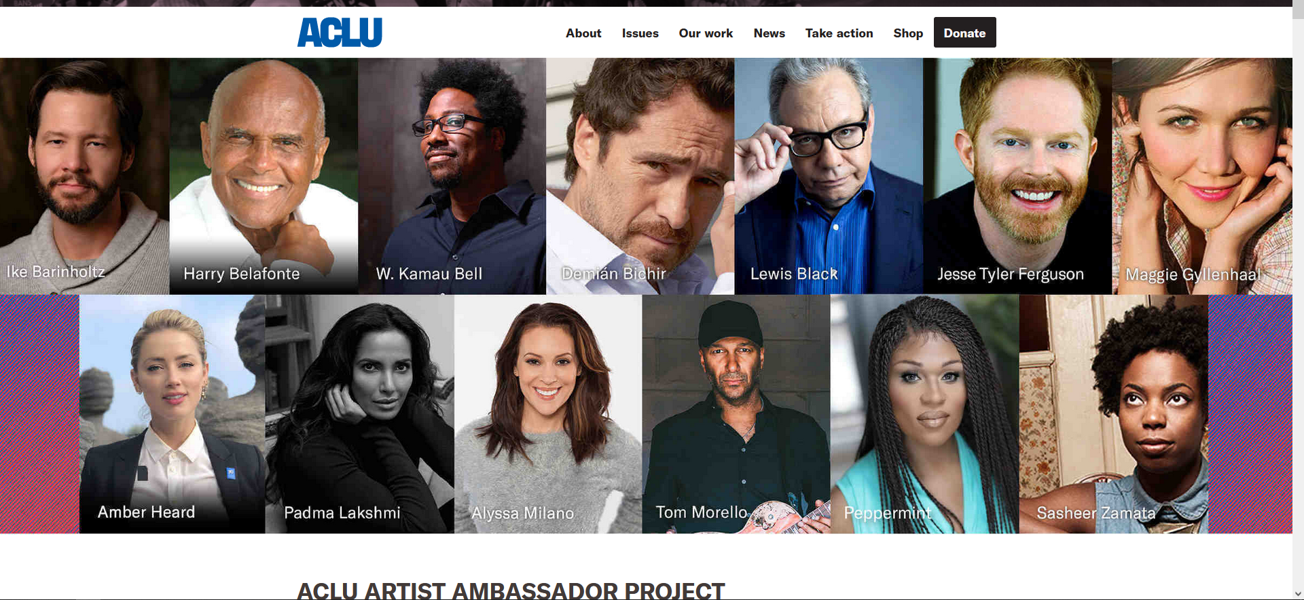 ACLU
About Issues Our work News Take action Shop Donate
Ike Barinholtz
Harry Belafonte
W. Kamau Bell
Demián Bichir
Lewis Black
Jesse Tyler Ferguson
Maggie Gyllenhaal
Amber Heard
Padma Lakshmi
Alyssa Milano
Tom Morello
Peppermint
Sasheer Zamata
ACLU ARTIST AMBASSADOR PROJECT